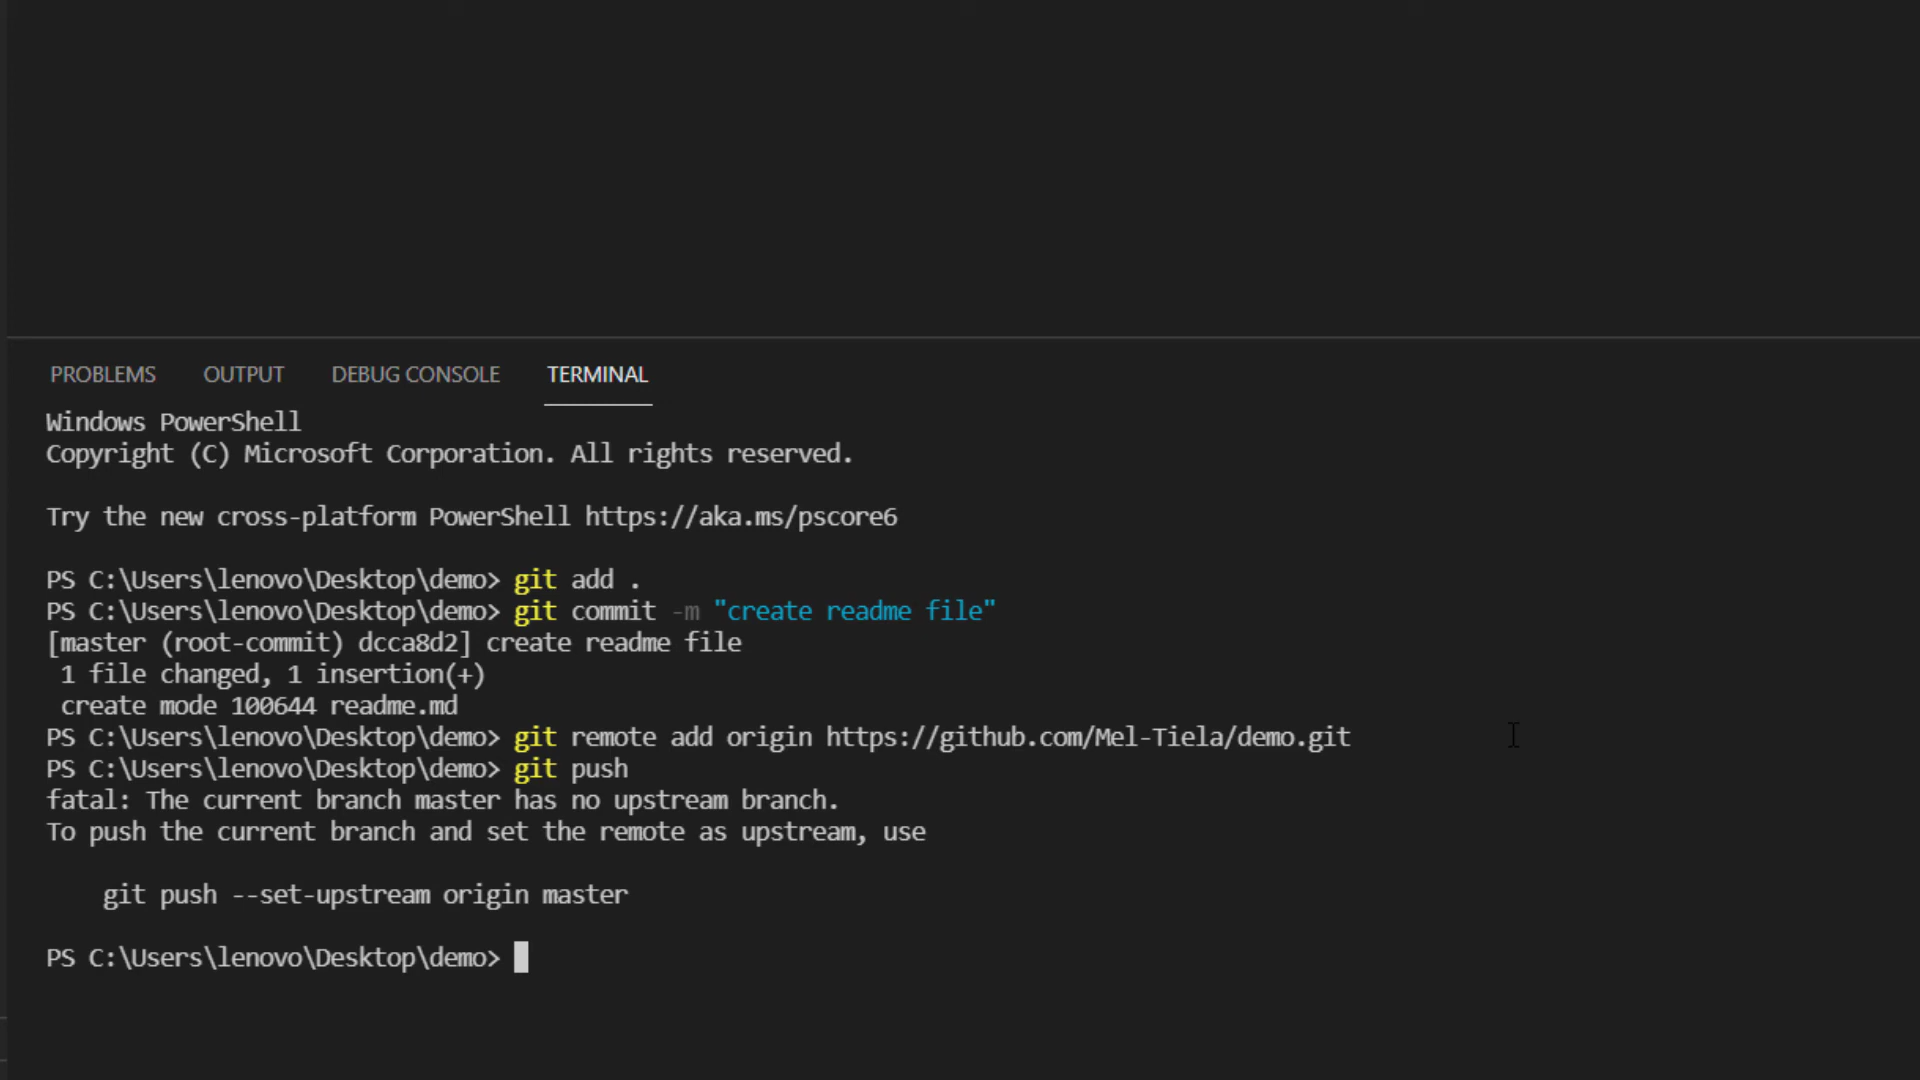 PROBLEMS OUTPUT DEBUG CONSOLE TERMINAL
Windows PowerShell
Copyright (C) Microsoft Corporation. All rights reserved.
Try the new cross-platform PowerShell https://aka.ms/pscore6
PS C:\Users\lenovo\Desktop\demo> git add .
PS C:\Users\lenovo\Desktop\demo> git commit -m "create readme file"
[master (root-commit) dcca8d2] create readme file
 1 file changed, 1 insertion(+)
 create mode 100644 readme.md
PS C:\Users\lenovo\Desktop\demo> git remote add origin https://github.com/Mel-Tiela/demo.git
PS C:\Users\lenovo\Desktop\demo> git push
fatal: The current branch master has no upstream branch.
To push the current branch and set the remote as upstream, use
    git push --set-upstream origin master
PS C:\Users\lenovo\Desktop\demo>